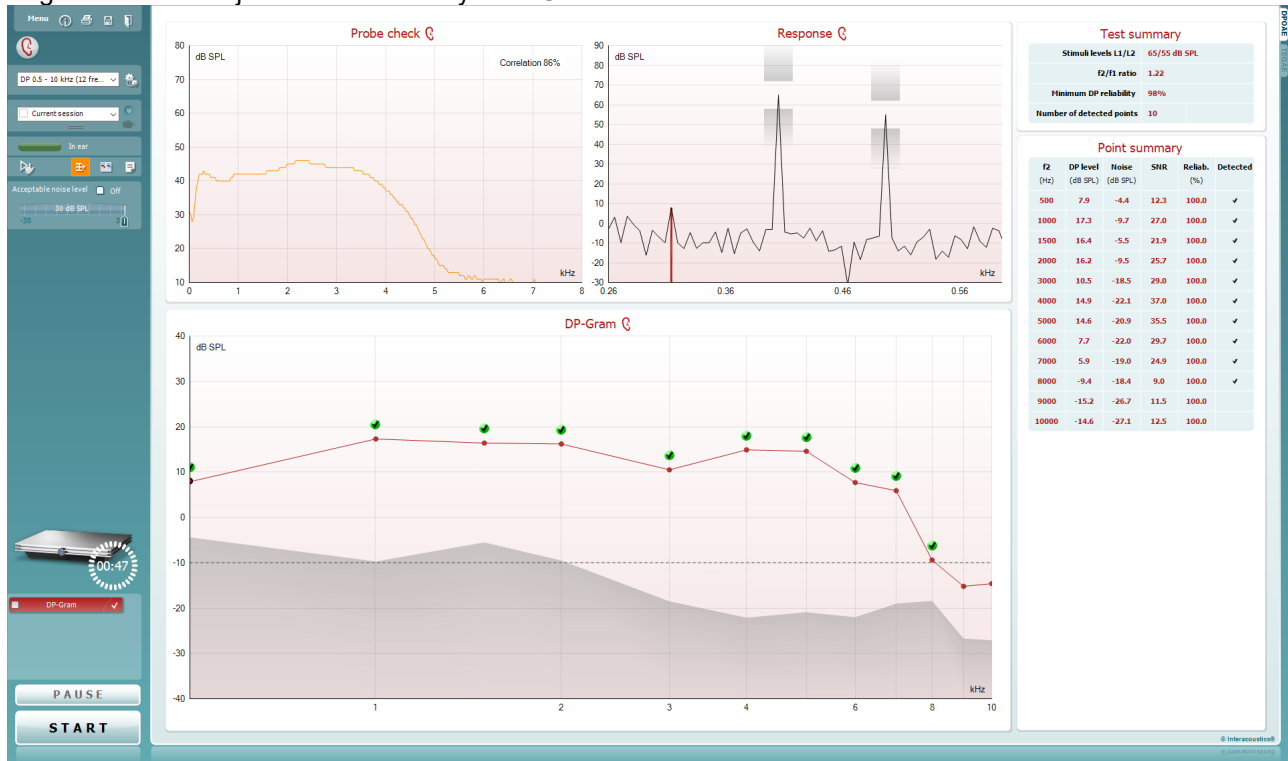 Menu
DP 0.5 - 10 kHz (12 fre...
Current session
In ear
Acceptable noise level Off
30 dB SPL
-30
00:47
DP-Gram
PAUSE
START
Probe check
dB SPL
Correlation 86%
80
70
60
50
40
30
20
10
0 1 2 3 4 5 6 7 8
kHz
Response
dB SPL
90
80
70
60
50
40
30
20
10
0
-10
-20
-30
0.26 0.36 0.46 0.56
kHz
DP-Gram
dB SPL
40
30
20
10
0
-10
-20
-30
-40
1 2 3 4 6 8 10
kHz
Test summary
Stimuli levels L1/L2 65/55 dB SPL
f2/f1 ratio 1.22
Minimum DP reliability 98%
Number of detected points 10
Point summary
f2 DP level Noise SNR Reliab. Detected
(Hz) (dB SPL) (dB SPL) (%)
500 7.9 -4.4 12.3 100.0 ✔
1000 17.3 -9.7 27.0 100.0 ✔
1500 16.4 -5.5 21.9 100.0 ✔
2000 16.2 -9.5 25.7 100.0 ✔
3000 10.5 -18.5 29.0 100.0 ✔
4000 14.9 -22.1 37.0 100.0 ✔
5000 14.6 -20.9 35.5 100.0 ✔
6000 7.7 -22.0 29.7 100.0 ✔
7000 5.9 -19.0 24.9 100.0 ✔
8000 -9.4 -18.4 9.0 100.0 ✔
9000 -15.2 -26.7 11.5 100.0
10000 -14.6 -27.1 12.5 100.0
DPOAE
TEOAE
© Interacoustics®